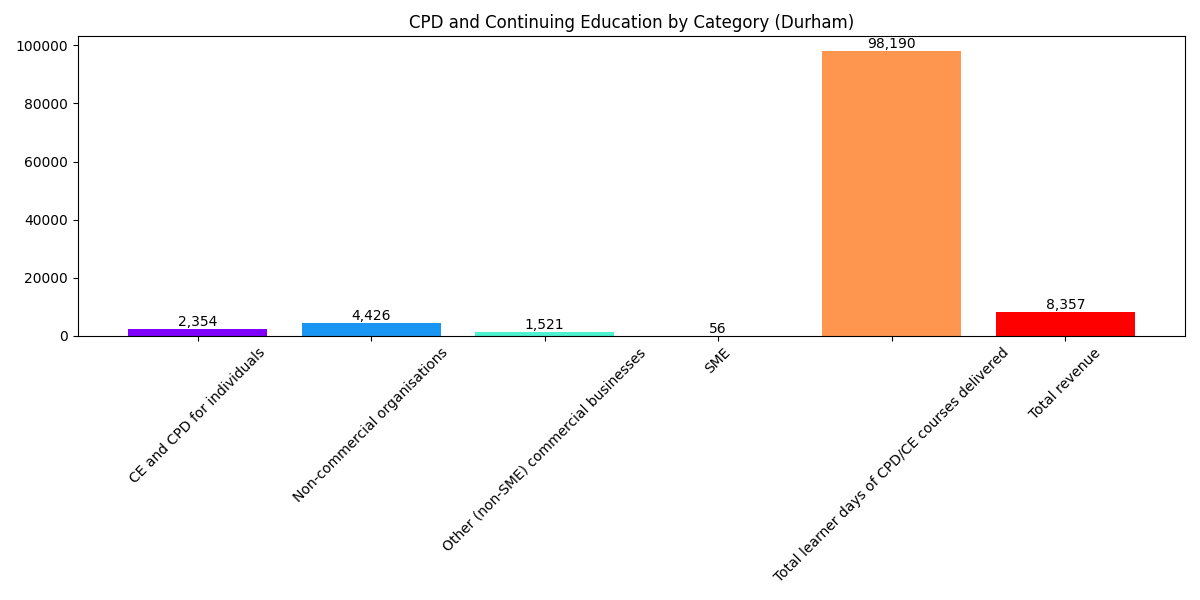 CPD and Continuing Education by Category (Durham)
100000
80000
60000
40000
20000
0
2,354
4,426
1,521
56
98,190
8,357
CE and CPD for individuals
Non-commercial organisations
Other (non-SME) commercial businesses
SME
Total learner days of CPD/CE courses delivered
Total revenue